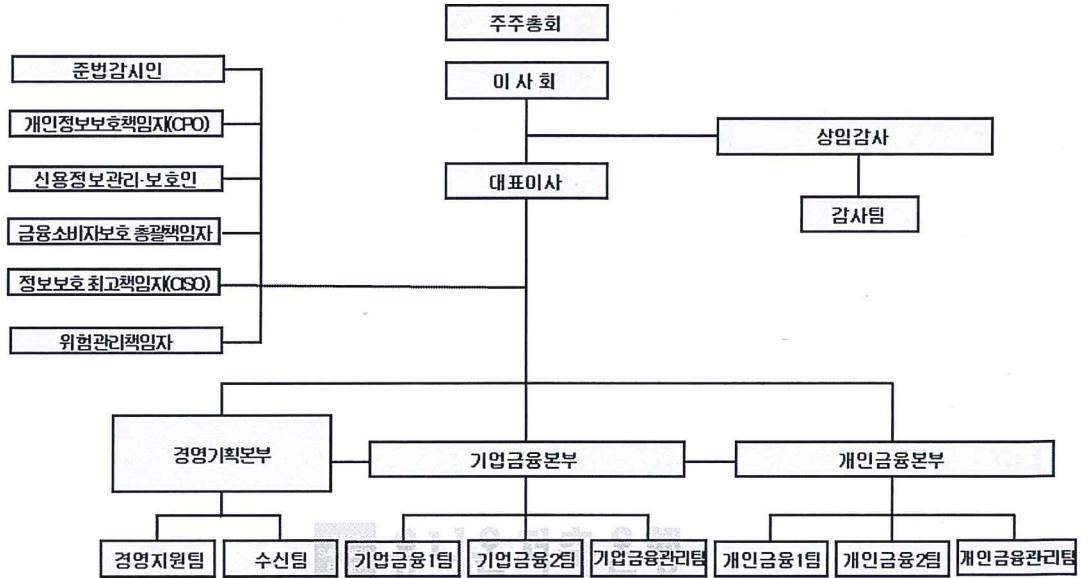 주주총회
준법감시인
이 사 회
개인정보보호책임자(CPO)
상임감사
신용정보관리·보호인
대표이사
감사팀
금융소비자보호 총괄책임자
정보보호 최고책임자(CISO)
위험관리책임자
경영기획본부
기업금융본부
개인금융본부
경영지원팀
수신팀
기업금융1팀
기업금융2팀
기업금융관리팀
개인금융1팀
개인금융2팀
개인금융관리팀